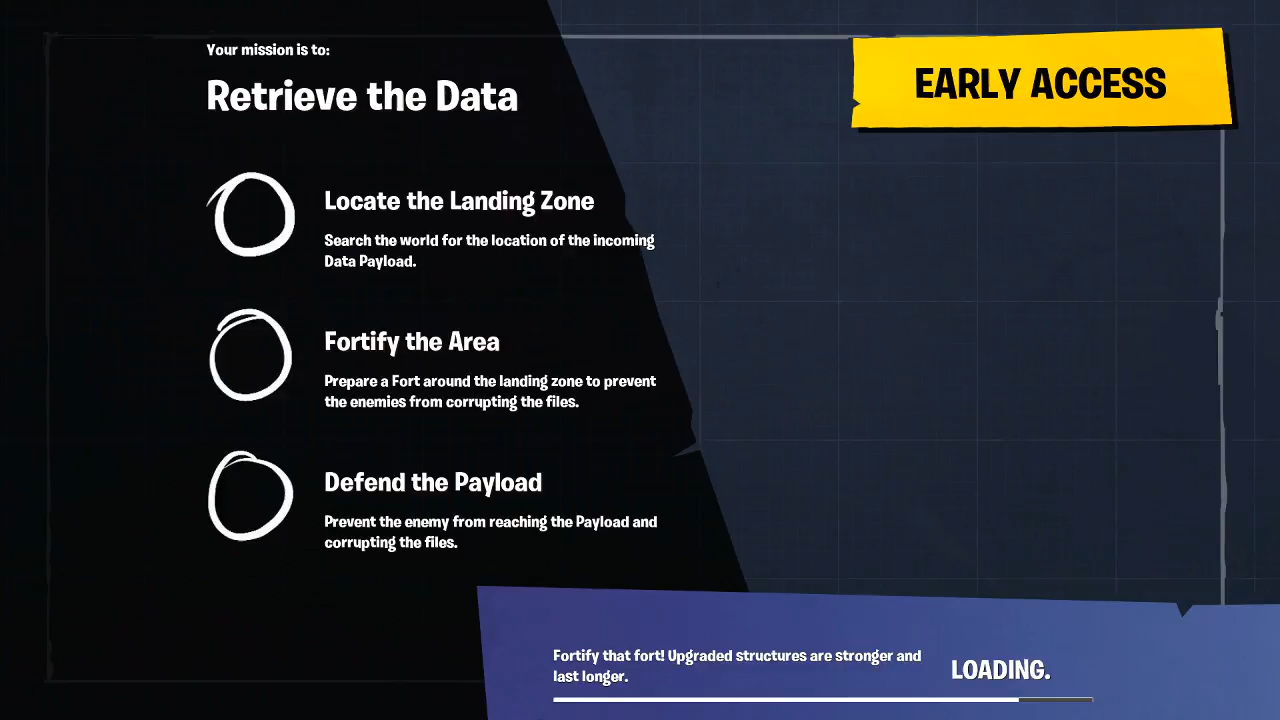 Your mission is to:
Retrieve the Data
EARLY ACCESS
Locate the Landing Zone
Search the world for the location of the incoming
Data Payload.
Fortify the Area
Prepare a Fort around the landing zone to prevent
the enemies from corrupting the files.
Defend the Payload
Prevent the enemy from reaching the Payload and
corrupting the files.
Fortify that fort! Upgraded structures are stronger and
last longer.
LOADING.